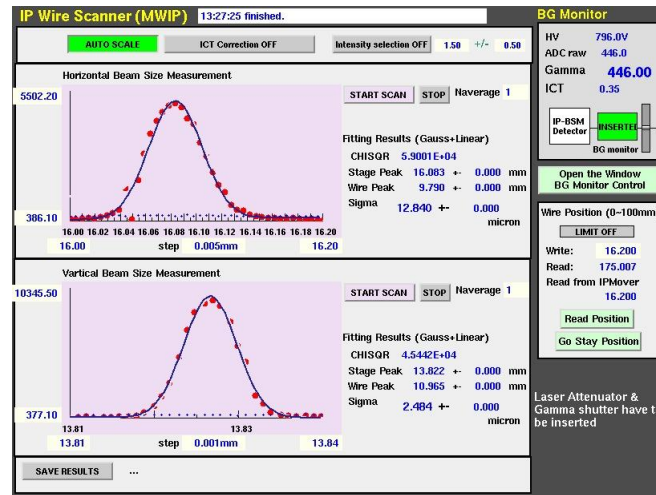 IP Wire Scanner (MWIP) 13:27:25 finished.
AUTO SCALE ICT Correction OFF Intensity selection OFF 1.50 +/- 0.50
Horizontal Beam Size Measurement
5502.20
386.10
16.00 16.02 16.04 16.06 16.08 16.10 16.12 16.14 16.16 16.18 16.20
16.00 step 0.005mm 16.20
START SCAN STOP Naverage 1
Fitting Results (Gauss+Linear)
CHISQR 5.9001E+04
Stage Peak 16.083 +- 0.000 mm
Wire Peak 9.790 +- 0.000 mm
Sigma 12.840 +- 0.000
micron
Vartical Beam Size Measurement
10345.50
377.10
13.81 13.83
13.81 step 0.001mm 13.84
START SCAN STOP Naverage 1
Fitting Results (Gauss+Linear)
CHISQR 4.5442E+04
Stage Peak 13.822 +- 0.000 mm
Wire Peak 10.965 +- 0.000 mm
Sigma 2.484 +- 0.000
micron
SAVE RESULTS ...
BG Monitor
HV 796.0V
ADC raw 446.0
Gamma 446.00
ICT 0.35
IP-BSM
Detector
INSERTED
BG monitor
Open the Window
BG Monitor Control
Wire Position (0~100mm
LIMIT OFF
Write: 16.200
Read: 175.007
Read from IPMover
16.200
Read Position
Go Stay Position
Laser Attenuator &
Gamma shutter have t
be inserted